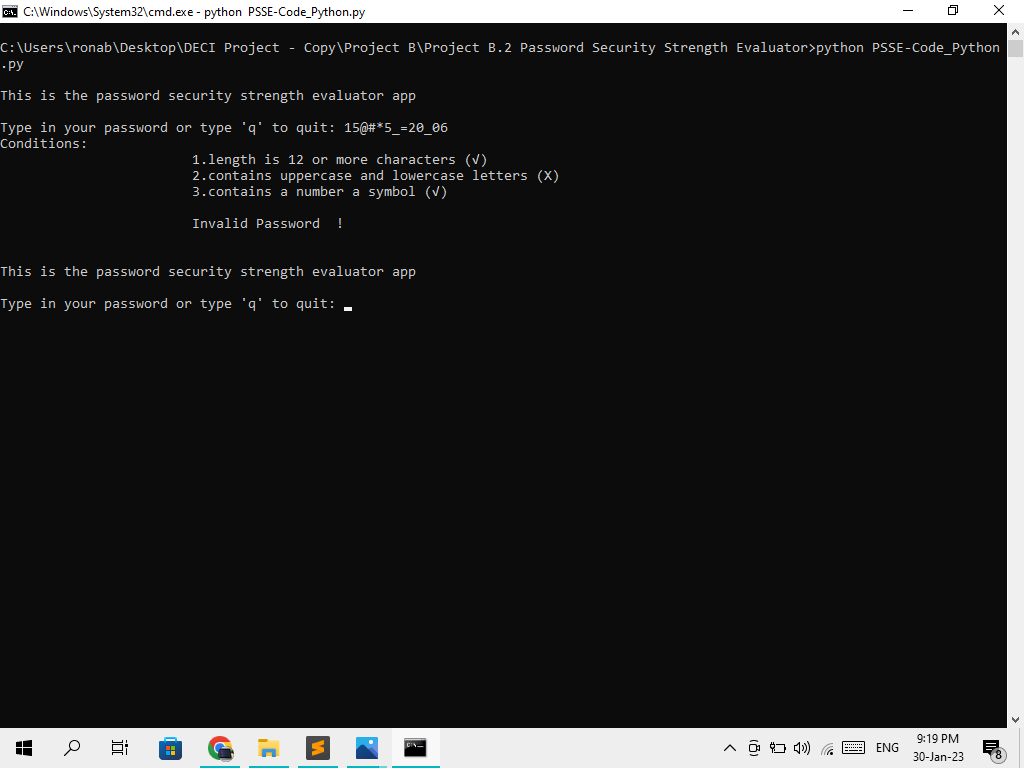 C:\Windows\System32\cmd.exe - python  PSSE-Code_Python.py
C:\Users\ronab\Desktop\DECI Project - Copy\Project B\Project B.2 Password Security Strength Evaluator>python PSSE-Code_Python
.py
This is the password security strength evaluator app
Type in your password or type 'q' to quit: 15@#*5_=20_06
Conditions:
1.length is 12 or more characters (√)
2.contains uppercase and lowercase letters (X)
3.contains a number a symbol (√)
Invalid Password  !
This is the password security strength evaluator app
Type in your password or type 'q' to quit:
9:19 PM
ENG
30-Jan-23
8